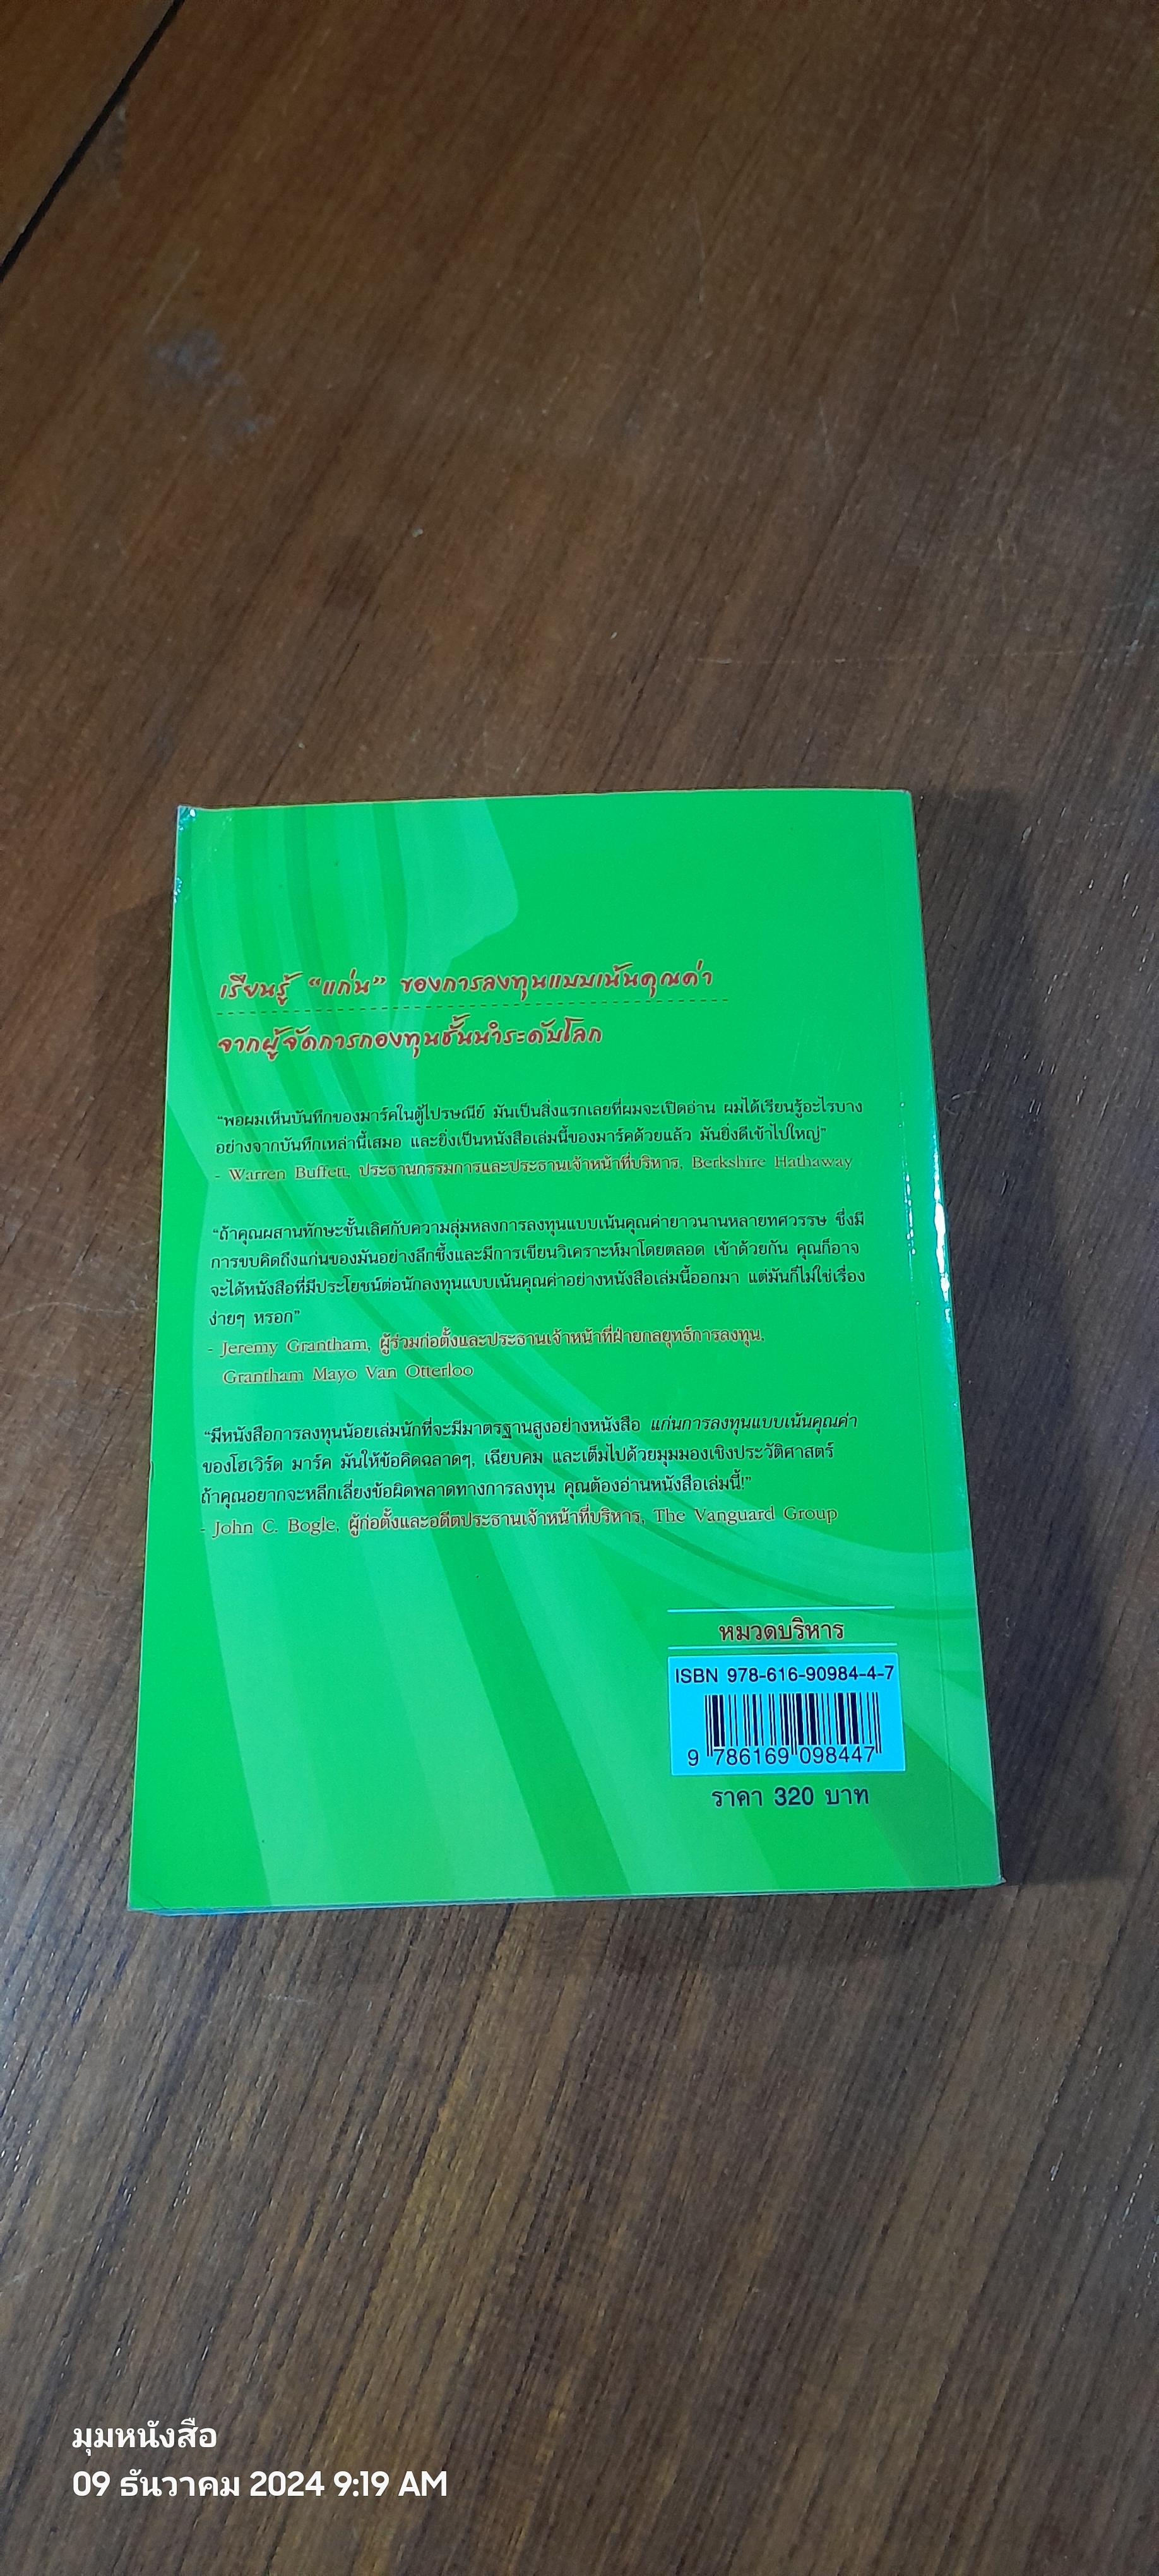 เรียนรู้ “แก่น” ของการลงทุนแบบเน้นคุณค่า
จากผู้จัดการกองทุนชั้นนำระดับโลก
“พอผมเห็นบันทึกของมาร์คในตู้ไปรษณีย์ มันเป็นสิ่งแรกเลยที่ผมจะเปิดอ่าน ผมได้เรียนรู้อะไรบาง
อย่างจากบันทึกเหล่านี้เสมอ และยิ่งเป็นหนังสือเล่มนี้ของมาร์คด้วยแล้ว มันยิ่งดีเข้าไปใหญ่”
- Warren Buffett, ประธานกรรมการและประธานเจ้าหน้าที่บริหาร, Berkshire Hathaway
“ถ้าคุณผสานทักษะชั้นเลิศกับความลุ่มหลงการลงทุนแบบเน้นคุณค่ายาวนานหลายทศวรรษ ซึ่งมี
การขบคิดถึงแก่นของมันอย่างลึกซึ้งและมีการเขียนวิเคราะห์มาโดยตลอด เข้าด้วยกัน คุณก็อาจ
จะได้หนังสือที่มีประโยชน์ต่อนักลงทุนแบบเน้นคุณค่าอย่างหนังสือเล่มนี้ออกมา แต่มันก็ไม่ใช่เรื่อง
ง่ายๆ หรอก”
- Jeremy Grantham, ผู้ร่วมก่อตั้งและประธานเจ้าหน้าที่ฝ่ายกลยุทธ์การลงทุน,
Grantham Mayo Van Otterloo
“มีหนังสือการลงทุนน้อยเล่มนักที่จะมีมาตรฐานสูงอย่างหนังสือ แก่นการลงทุนแบบเน้นคุณค่า
ของโฮเวิร์ด มาร์ค มันให้ข้อคิดฉลาดๆ, เฉียบคม และเต็มไปด้วยมุมมองเชิงประวัติศาสตร์
ถ้าคุณอยากจะหลีกเลี่ยงข้อผิดพลาดทางการลงทุน คุณต้องอ่านหนังสือเล่มนี้!”
- John C. Bogle, ผู้ก่อตั้งและอดีตประธานเจ้าหน้าที่บริหาร, The Vanguard Group
หมวดบริหาร
ISBN 978-616-90984-4-7
9 786169 098447
ราคา 320 บาท
มุมหนังสือ
09 ธันวาคม 2024 9:19 AM